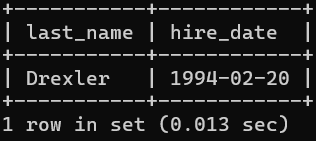 +-----------+------------+
| last_name | hire_date  |
+-----------+------------+
| Drexler   | 1994-02-20 |
+-----------+------------+
1 row in set (0.013 sec)